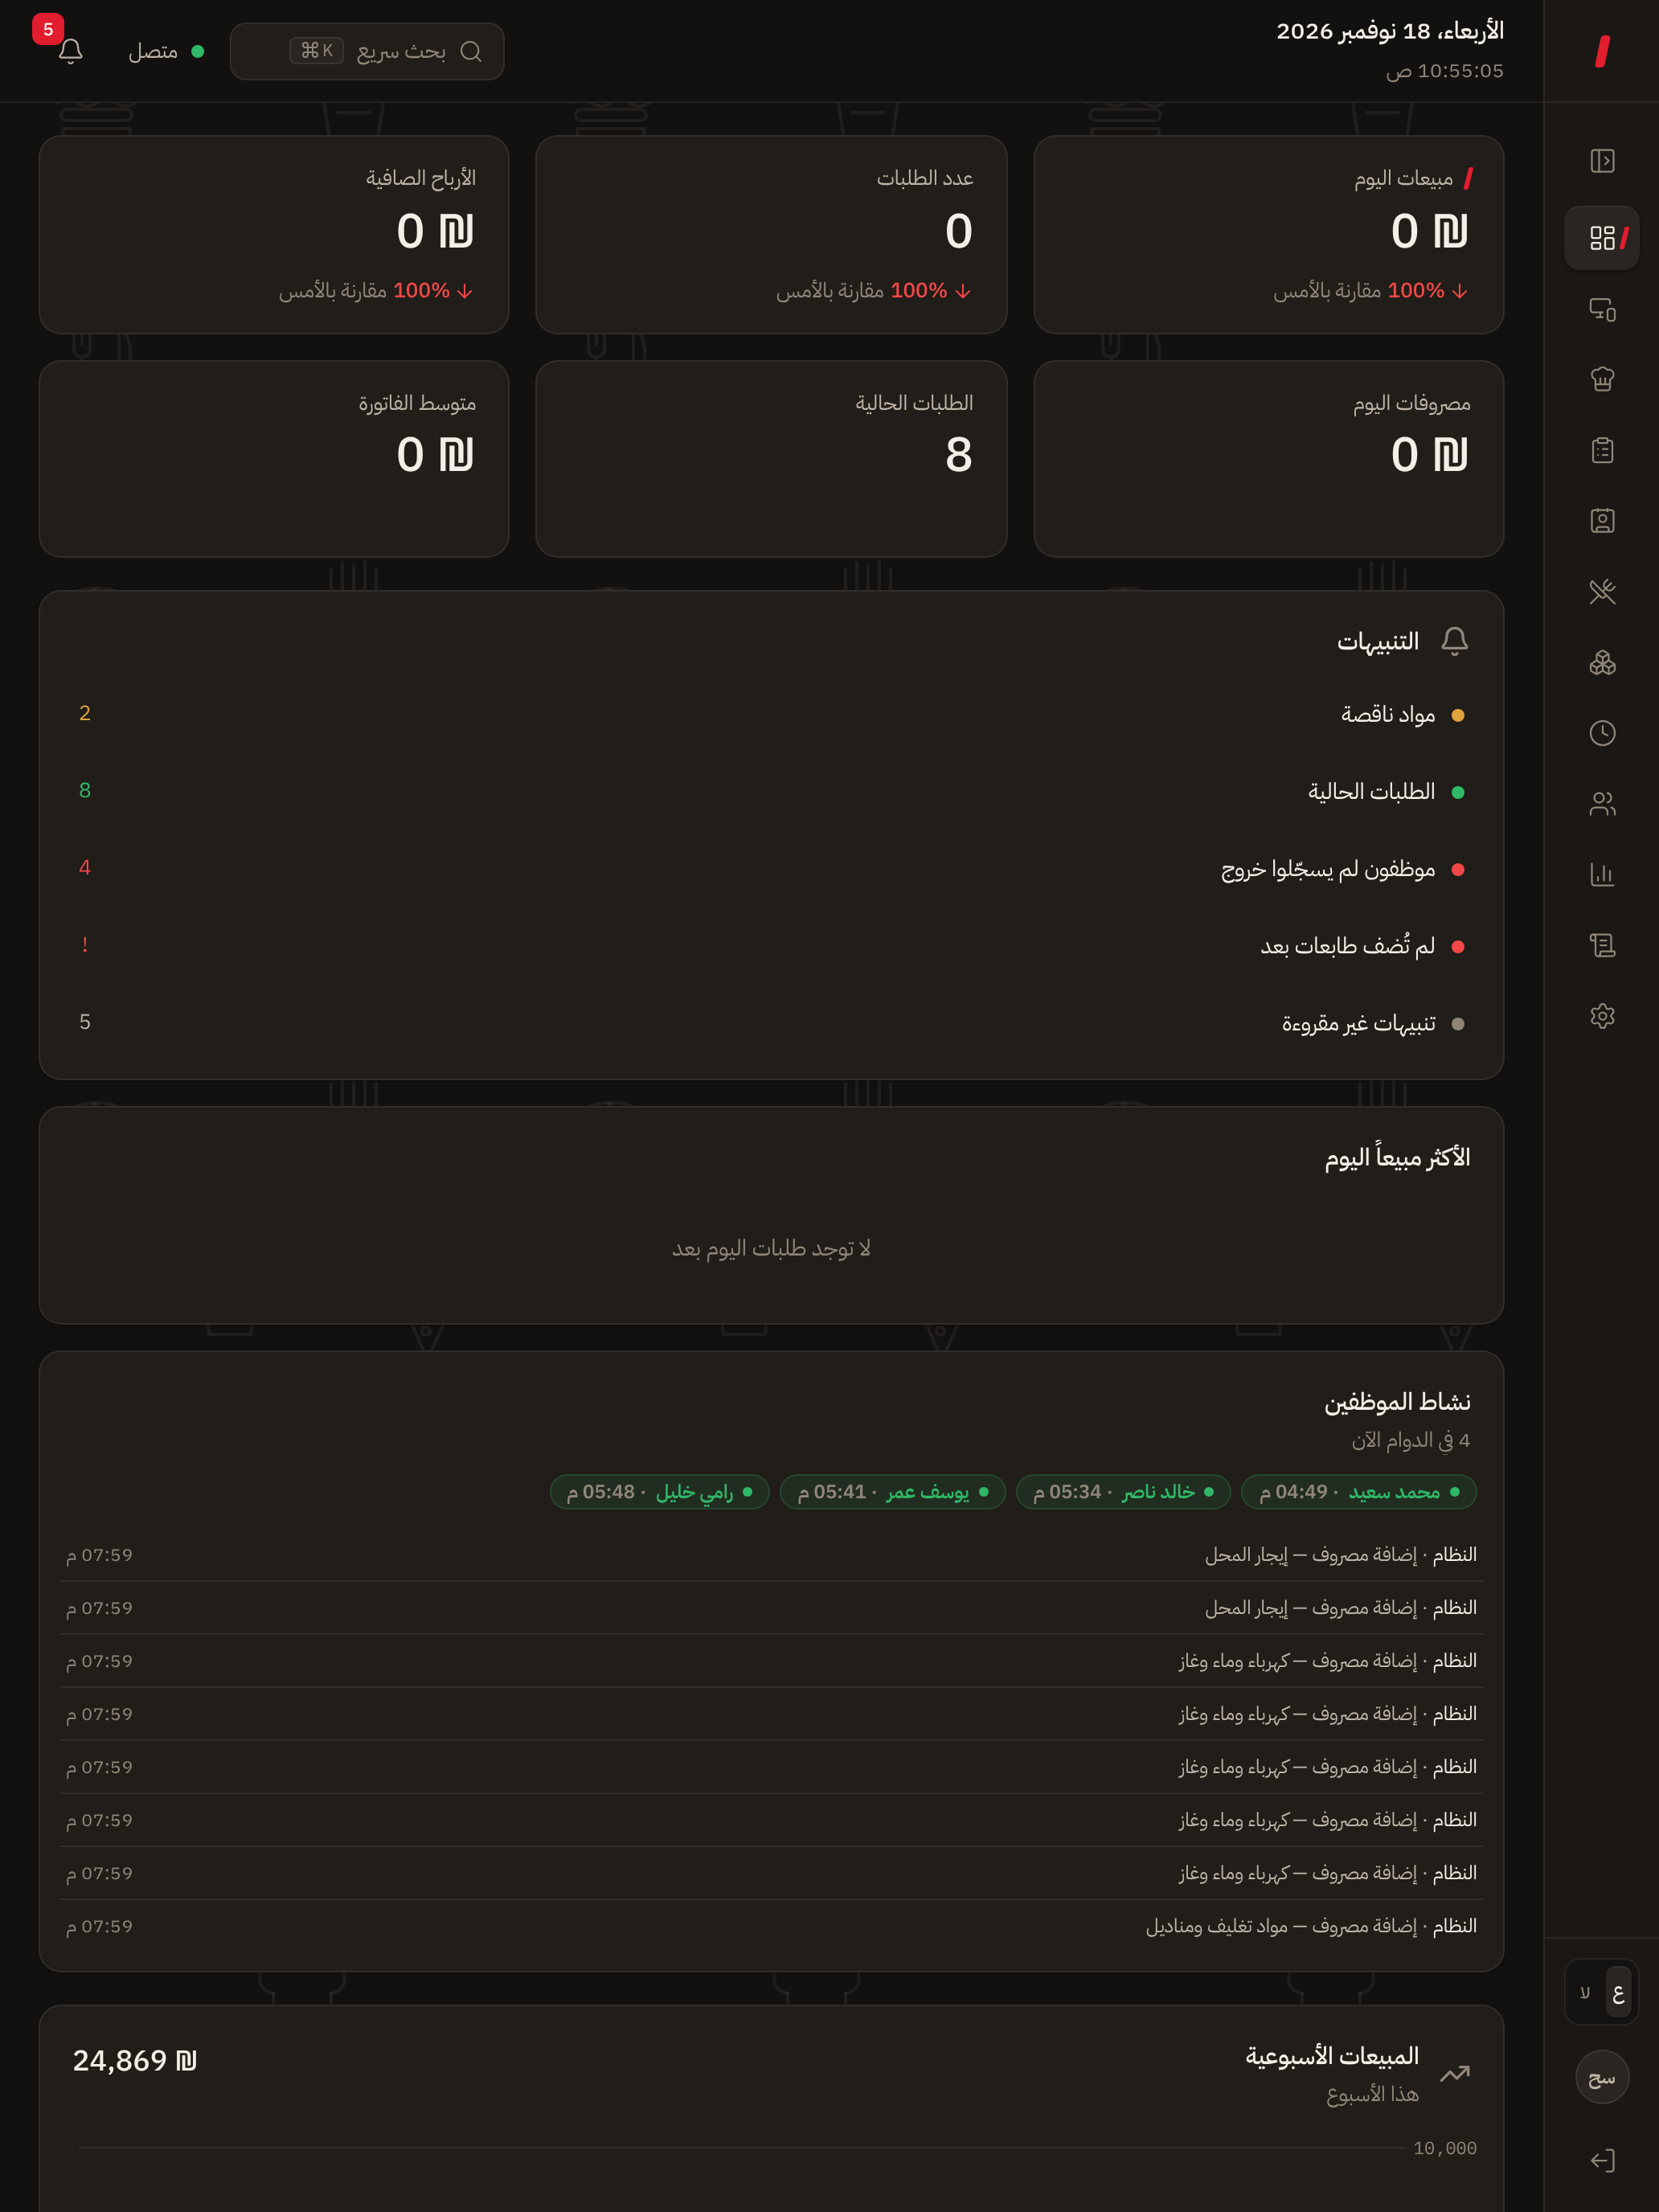 الأربعاء، 18 نوفمبر 2026
10:55:05 ص
بحث سريع ⌘K
متصل
5
مبيعات اليوم
₪ 0
↓ 100% مقارنة بالأمس
عدد الطلبات
0
↓ 100% مقارنة بالأمس
الأرباح الصافية
₪ 0
↓ 100% مقارنة بالأمس
مصروفات اليوم
₪ 0
الطلبات الحالية
8
متوسط الفاتورة
₪ 0
التنبيهات
مواد ناقصة 2
الطلبات الحالية 8
موظفون لم يسجّلوا خروج 4
لم تُضف طابعات بعد !
تنبيهات غير مقروءة 5
الأكثر مبيعاً اليوم
لا توجد طلبات اليوم بعد
نشاط الموظفين
4 في الدوام الآن
محمد سعيد · 04:49 م
خالد ناصر · 05:34 م
يوسف عمر · 05:41 م
رامي خليل · 05:48 م
النظام · إضافة مصروف — إيجار المحل 07:59 م
النظام · إضافة مصروف — إيجار المحل 07:59 م
النظام · إضافة مصروف — كهرباء وماء وغاز 07:59 م
النظام · إضافة مصروف — كهرباء وماء وغاز 07:59 م
النظام · إضافة مصروف — كهرباء وماء وغاز 07:59 م
النظام · إضافة مصروف — كهرباء وماء وغاز 07:59 م
النظام · إضافة مصروف — كهرباء وماء وغاز 07:59 م
النظام · إضافة مصروف — مواد تغليف ومناديل 07:59 م
المبيعات الأسبوعية
هذا الأسبوع
24,869 ₪
10,000
ع
עב
سح